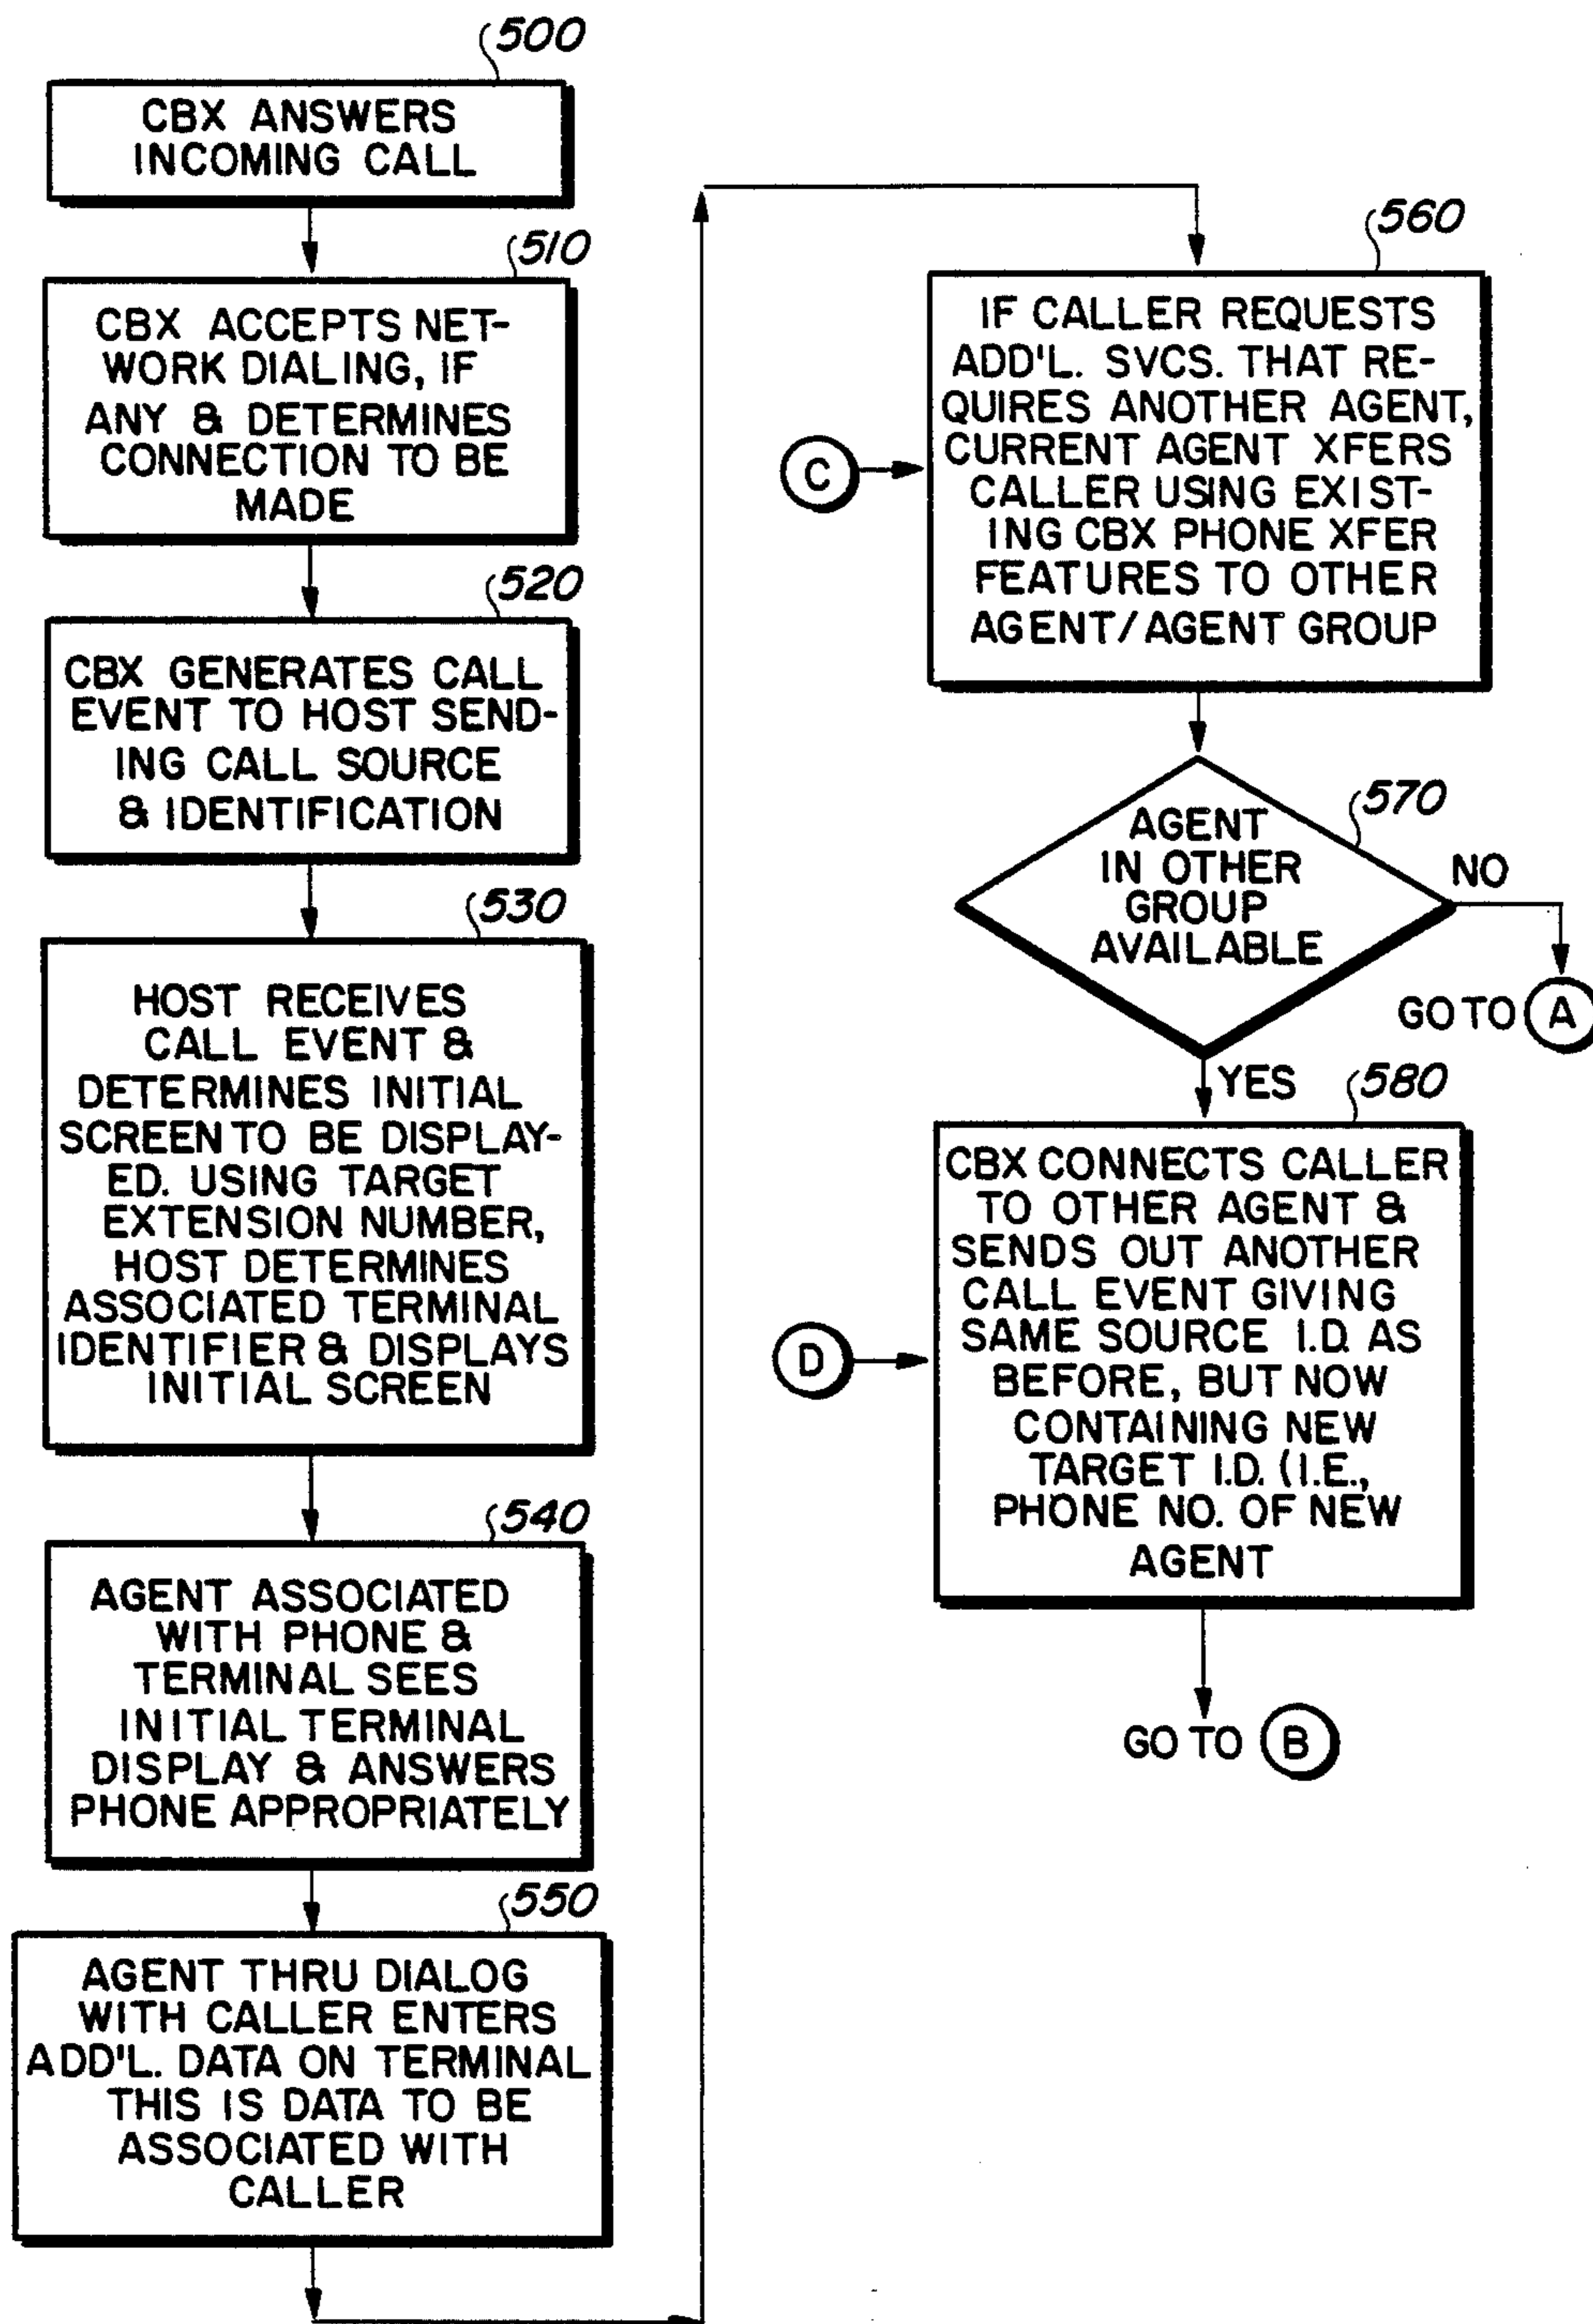 500
CBX ANSWERS
INCOMING CALL
510
CBX ACCEPTS NET-
WORK DIALING, IF
ANY & DETERMINES
CONNECTION TO BE
MADE
520
CBX GENERATES CALL
EVENT TO HOST SEND-
ING CALL SOURCE
& IDENTIFICATION
530
HOST RECEIVES
CALL EVENT &
DETERMINES INITIAL
SCREEN TO BE DISPLAY-
ED. USING TARGET
EXTENSION NUMBER,
HOST DETERMINES
ASSOCIATED TERMINAL
IDENTIFIER & DISPLAYS
INITIAL SCREEN
540
AGENT ASSOCIATED
WITH PHONE &
TERMINAL SEES
INITIAL TERMINAL
DISPLAY & ANSWERS
PHONE APPROPRIATELY
550
AGENT THRU DIALOG
WITH CALLER ENTERS
ADD'L. DATA ON TERMINAL
THIS IS DATA TO BE
ASSOCIATED WITH
CALLER
560
IF CALLER REQUESTS
ADD'L. SVCS. THAT RE-
QUIRES ANOTHER AGENT,
CURRENT AGENT XFERS
CALLER USING EXIST-
ING CBX PHONE XFER
FEATURES TO OTHER
AGENT/AGENT GROUP
C
570
AGENT
IN OTHER
GROUP
AVAILABLE
NO
GO TO A
YES
580
CBX CONNECTS CALLER
TO OTHER AGENT &
SENDS OUT ANOTHER
CALL EVENT GIVING
SAME SOURCE I.D. AS
BEFORE, BUT NOW
CONTAINING NEW
TARGET I.D. (I.E.,
PHONE NO. OF NEW
AGENT
D
GO TO B